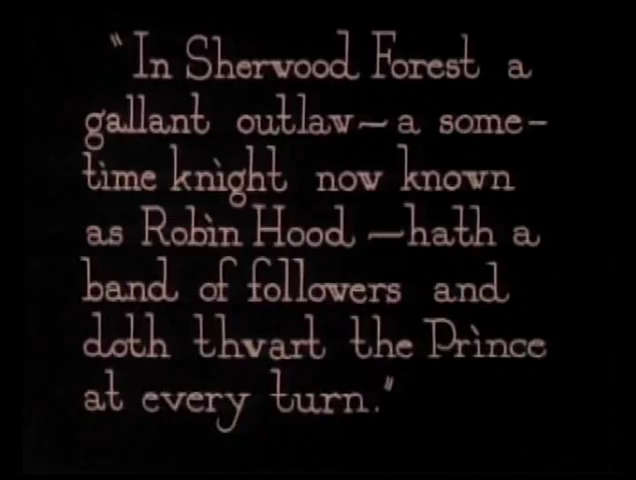 "In Sherwood Forest a
gallant outlaw—a some-
time knight now known
as Robin Hood—hath a
band of followers and
doth thvart the Prince
at every turn."